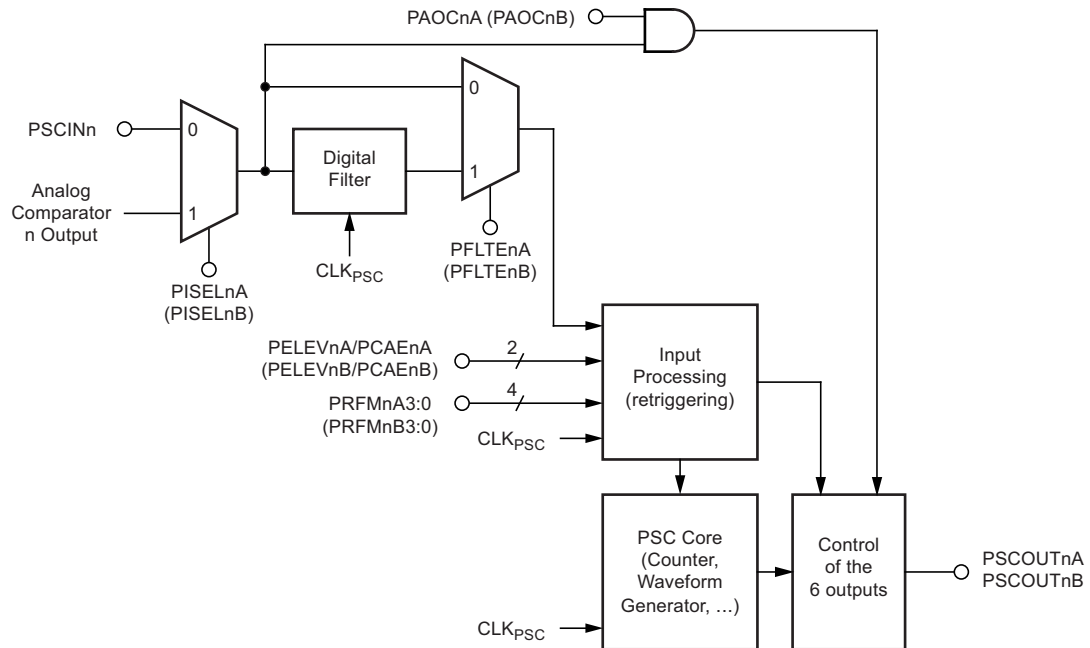 PAOCnA (PAOCnB)
0
PSCINn
0
1
Digital
Filter
1
Analog
Comparator
n Output
CLKPSC
PFLTEnA
(PFLTEnB)
PISELnA
(PISELnB)
PELEVnA/PCAEnA
(PELEVnB/PCAEnB)
2
PRFMnA3:0
(PRFMnB3:0)
4
CLKPSC
Input
Processing
(retriggering)
PSC Core
(Counter,
Waveform
Generator, ...)
CLKPSC
Control
of the
6 outputs
PSCOUTnA
PSCOUTnB